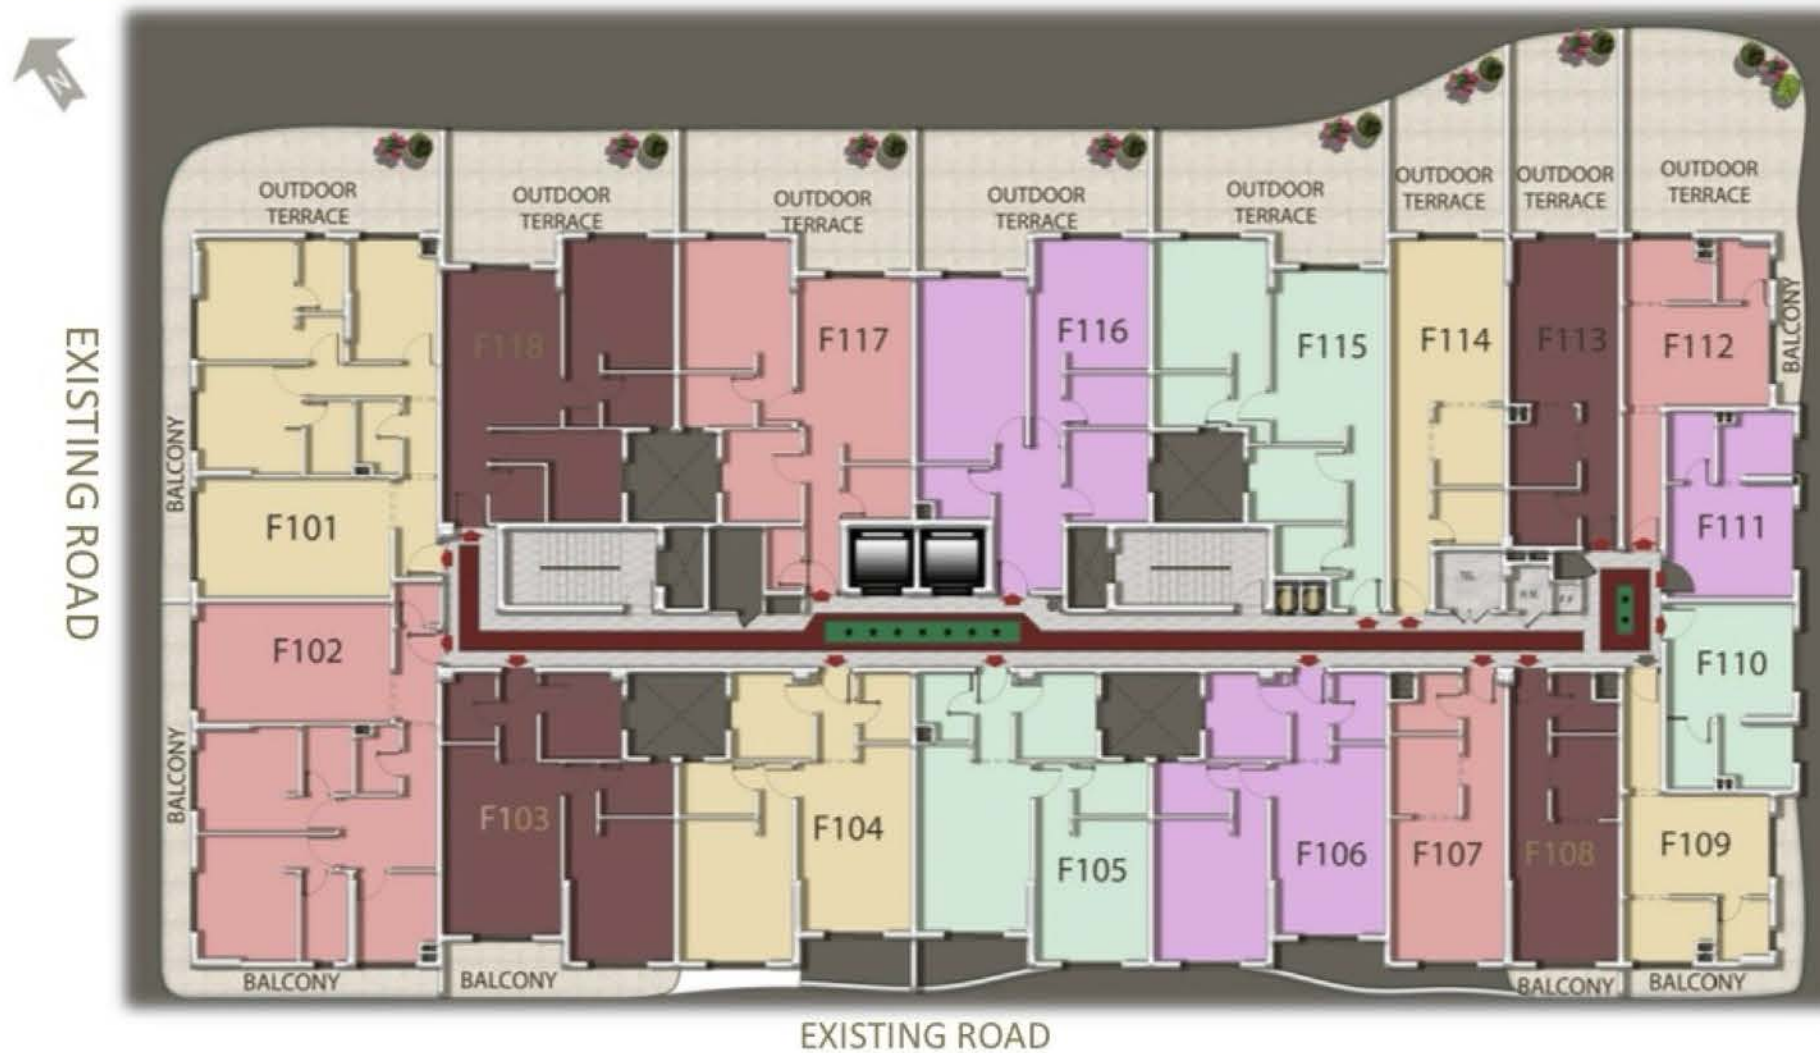 N
OUTDOOR
TERRACE
OUTDOOR
TERRACE
OUTDOOR
TERRACE
OUTDOOR
TERRACE
OUTDOOR
TERRACE
OUTDOOR
TERRACE
OUTDOOR
TERRACE
OUTDOOR
TERRACE
EXISTING ROAD
BALCONY
BALCONY
BALCONY
F118
F117
F116
F115
F114
F113
F112
F101
F111
TEL.
F102
F110
F103
F104
F105
F106
F107
F108
F109
BALCONY
BALCONY
BALCONY
BALCONY
EXISTING ROAD